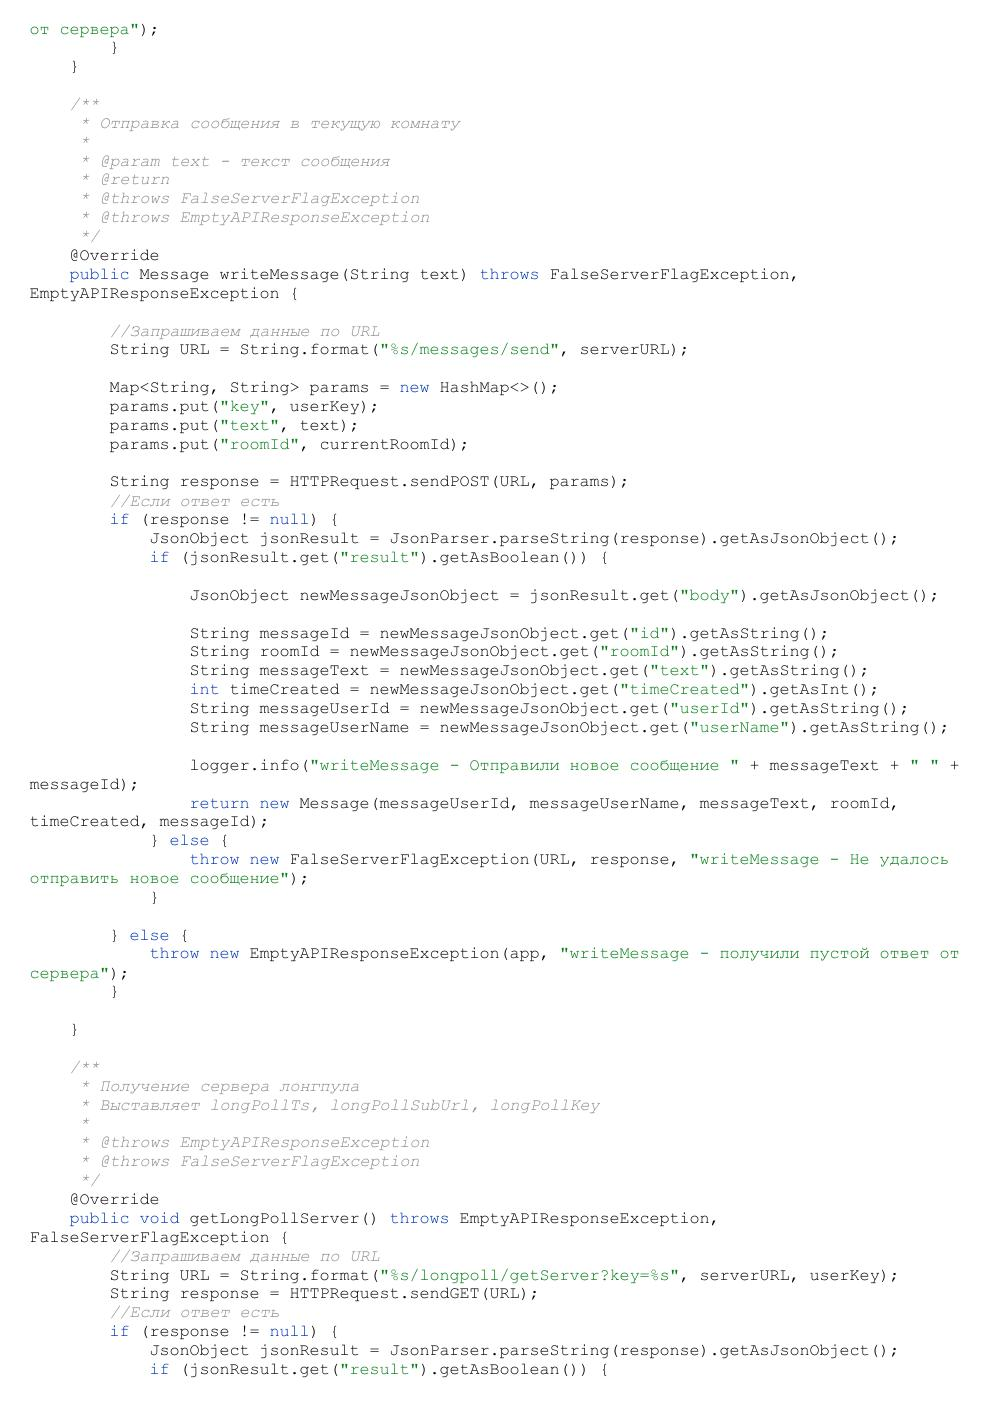 от сервера");
        }
    }
    /**
     * Отправка сообщения в текущую комнату
     *
     * @param text - текст сообщения
     * @return
     * @throws FalseServerFlagException
     * @throws EmptyAPIResponseException
     */
    @Override
    public Message writeMessage(String text) throws FalseServerFlagException,
EmptyAPIResponseException {
        //Запрашиваем данные по URL
        String URL = String.format("%s/messages/send", serverURL);
        Map<String, String> params = new HashMap<>();
        params.put("key", userKey);
        params.put("text", text);
        params.put("roomId", currentRoomId);
        String response = HTTPRequest.sendPOST(URL, params);
        //Если ответ есть
        if (response != null) {
            JsonObject jsonResult = JsonParser.parseString(response).getAsJsonObject();
            if (jsonResult.get("result").getAsBoolean()) {
                JsonObject newMessageJsonObject = jsonResult.get("body").getAsJsonObject();
                String messageId = newMessageJsonObject.get("id").getAsString();
                String roomId = newMessageJsonObject.get("roomId").getAsString();
                String messageText = newMessageJsonObject.get("text").getAsString();
                int timeCreated = newMessageJsonObject.get("timeCreated").getAsInt();
                String messageUserId = newMessageJsonObject.get("userId").getAsString();
                String messageUserName = newMessageJsonObject.get("userName").getAsString();
                logger.info("writeMessage - Отправили новое сообщение " + messageText + " " +
messageId);
                return new Message(messageUserId, messageUserName, messageText, roomId,
timeCreated, messageId);
            } else {
                throw new FalseServerFlagException(URL, response, "writeMessage - Не удалось
отправить новое сообщение");
            }
        } else {
            throw new EmptyAPIResponseException(app, "writeMessage - получили пустой ответ от
сервера");
        }
    }
    /**
     * Получение сервера лонгпула
     * Выставляет longPollTs, longPollSubUrl, longPollKey
     *
     * @throws EmptyAPIResponseException
     * @throws FalseServerFlagException
     */
    @Override
    public void getLongPollServer() throws EmptyAPIResponseException,
FalseServerFlagException {
        //Запрашиваем данные по URL
        String URL = String.format("%s/longpoll/getServer?key=%s", serverURL, userKey);
        String response = HTTPRequest.sendGET(URL);
        //Если ответ есть
        if (response != null) {
            JsonObject jsonResult = JsonParser.parseString(response).getAsJsonObject();
            if (jsonResult.get("result").getAsBoolean()) {